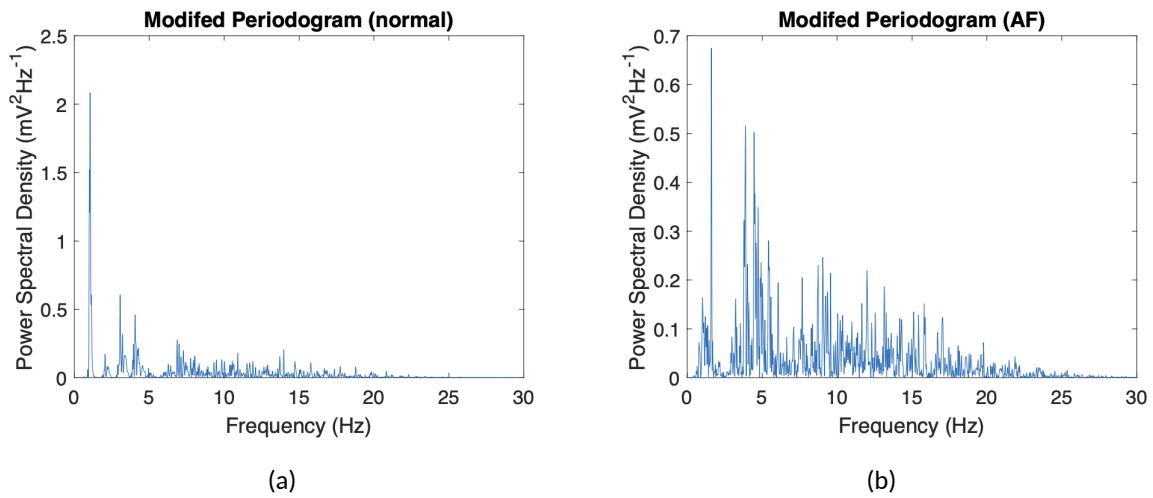 Modifed Periodogram (normal)
Power Spectral Density (mV²Hz⁻¹)
2.5
2
1.5
1
0.5
0
0 5 10 15 20 25 30
Frequency (Hz)
(a)
Modifed Periodogram (AF)
Power Spectral Density (mV²Hz⁻¹)
0.7
0.6
0.5
0.4
0.3
0.2
0.1
0
0 5 10 15 20 25 30
Frequency (Hz)
(b)